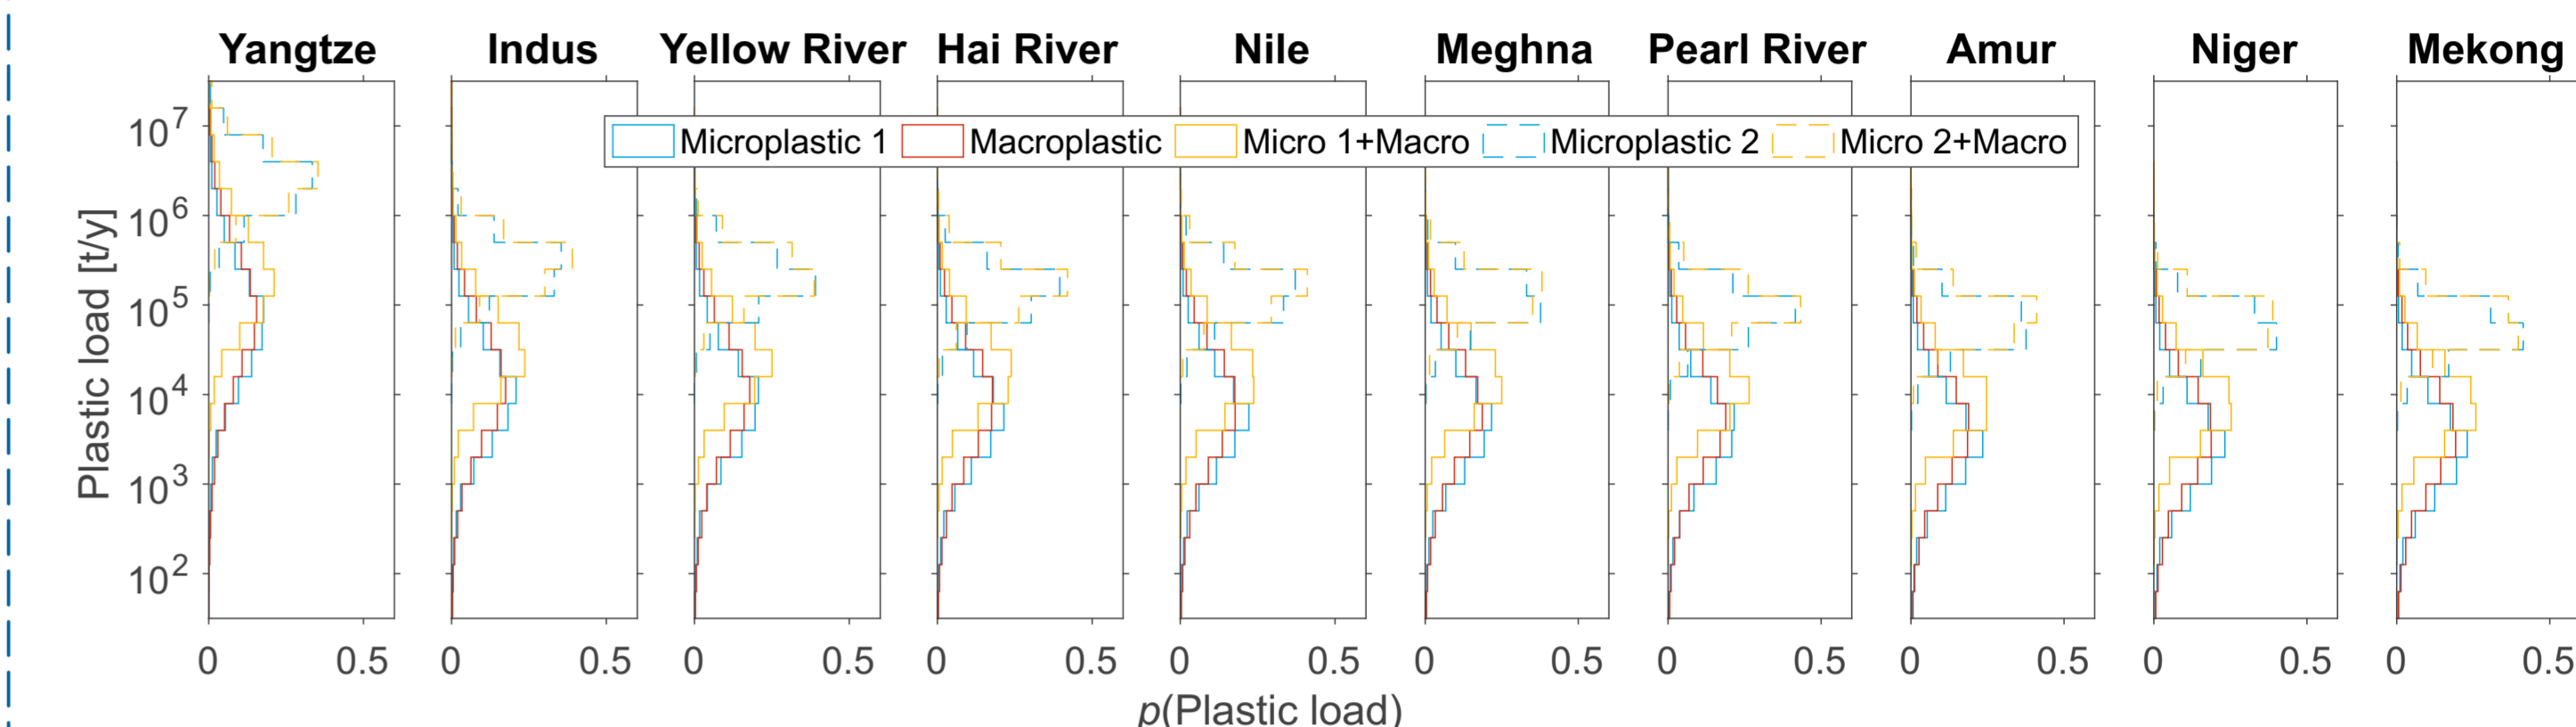 Yangtze Indus Yellow River Hai River Nile Meghna Pearl River Amur Niger Mekong
10^7
Microplastic 1 Macroplastic Micro 1+Macro Microplastic 2 Micro 2+Macro
10^6
10^5
10^4
10^3
10^2
Plastic load [t/y]
0 0.5 0 0.5 0 0.5 0 0.5 0 0.5 0 0.5 0 0.5 0 0.5 0 0.5 0 0.5
p(Plastic load)